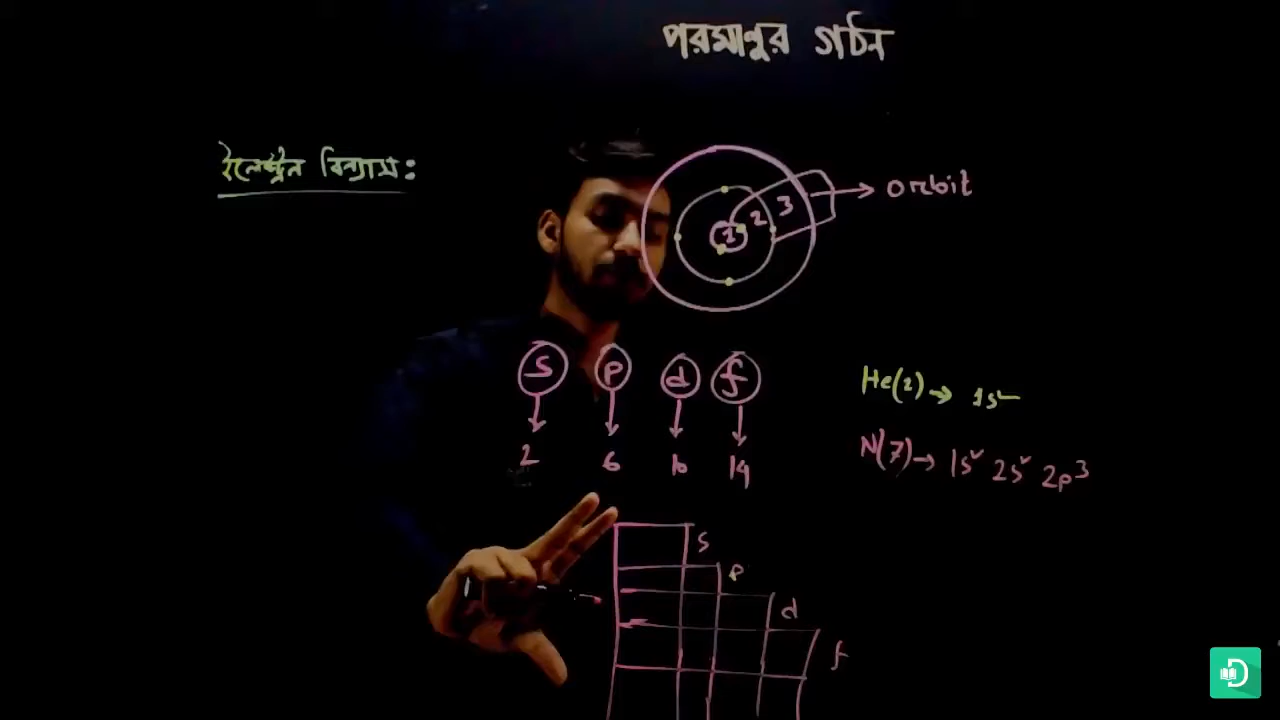 পরমানুর গঠন
ইলেক্ট্রন বিন্যাস:
1 2 3 → orbit
s p d f
2 6 10 14
He(2) → 1s²
N(7) → 1s² 2s² 2p³
s
p
d
f